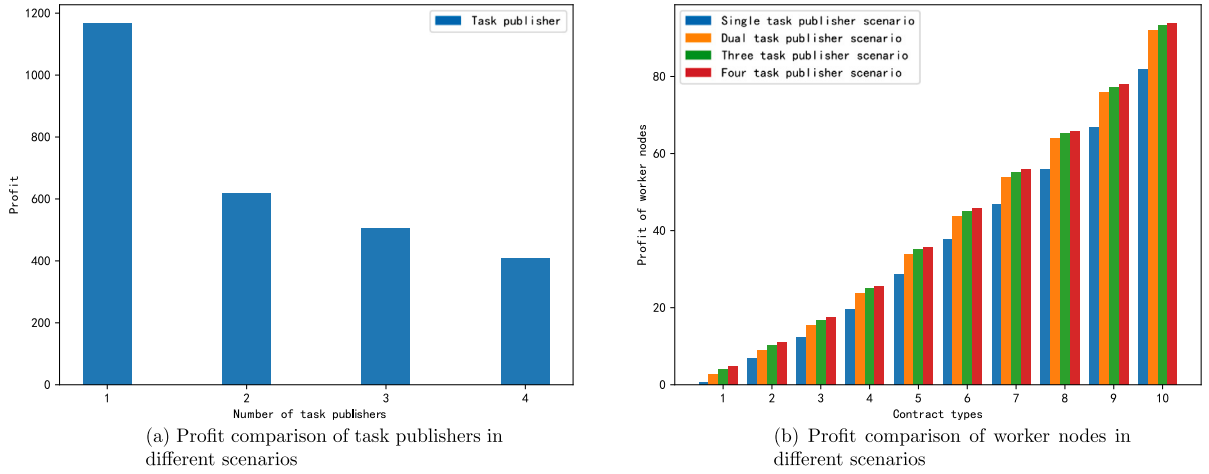 1200
1000
800
600
400
200
0
Profit
Task publisher
1 2 3 4
Number of task publishers
(a) Profit comparison of task publishers in
different scenarios
80
60
40
20
0
Profit of worker nodes
Single task publisher scenario
Dual task publisher scenario
Three task publisher scenario
Four task publisher scenario
1 2 3 4 5 6 7 8 9 10
Contract types
(b) Profit comparison of worker nodes in
different scenarios